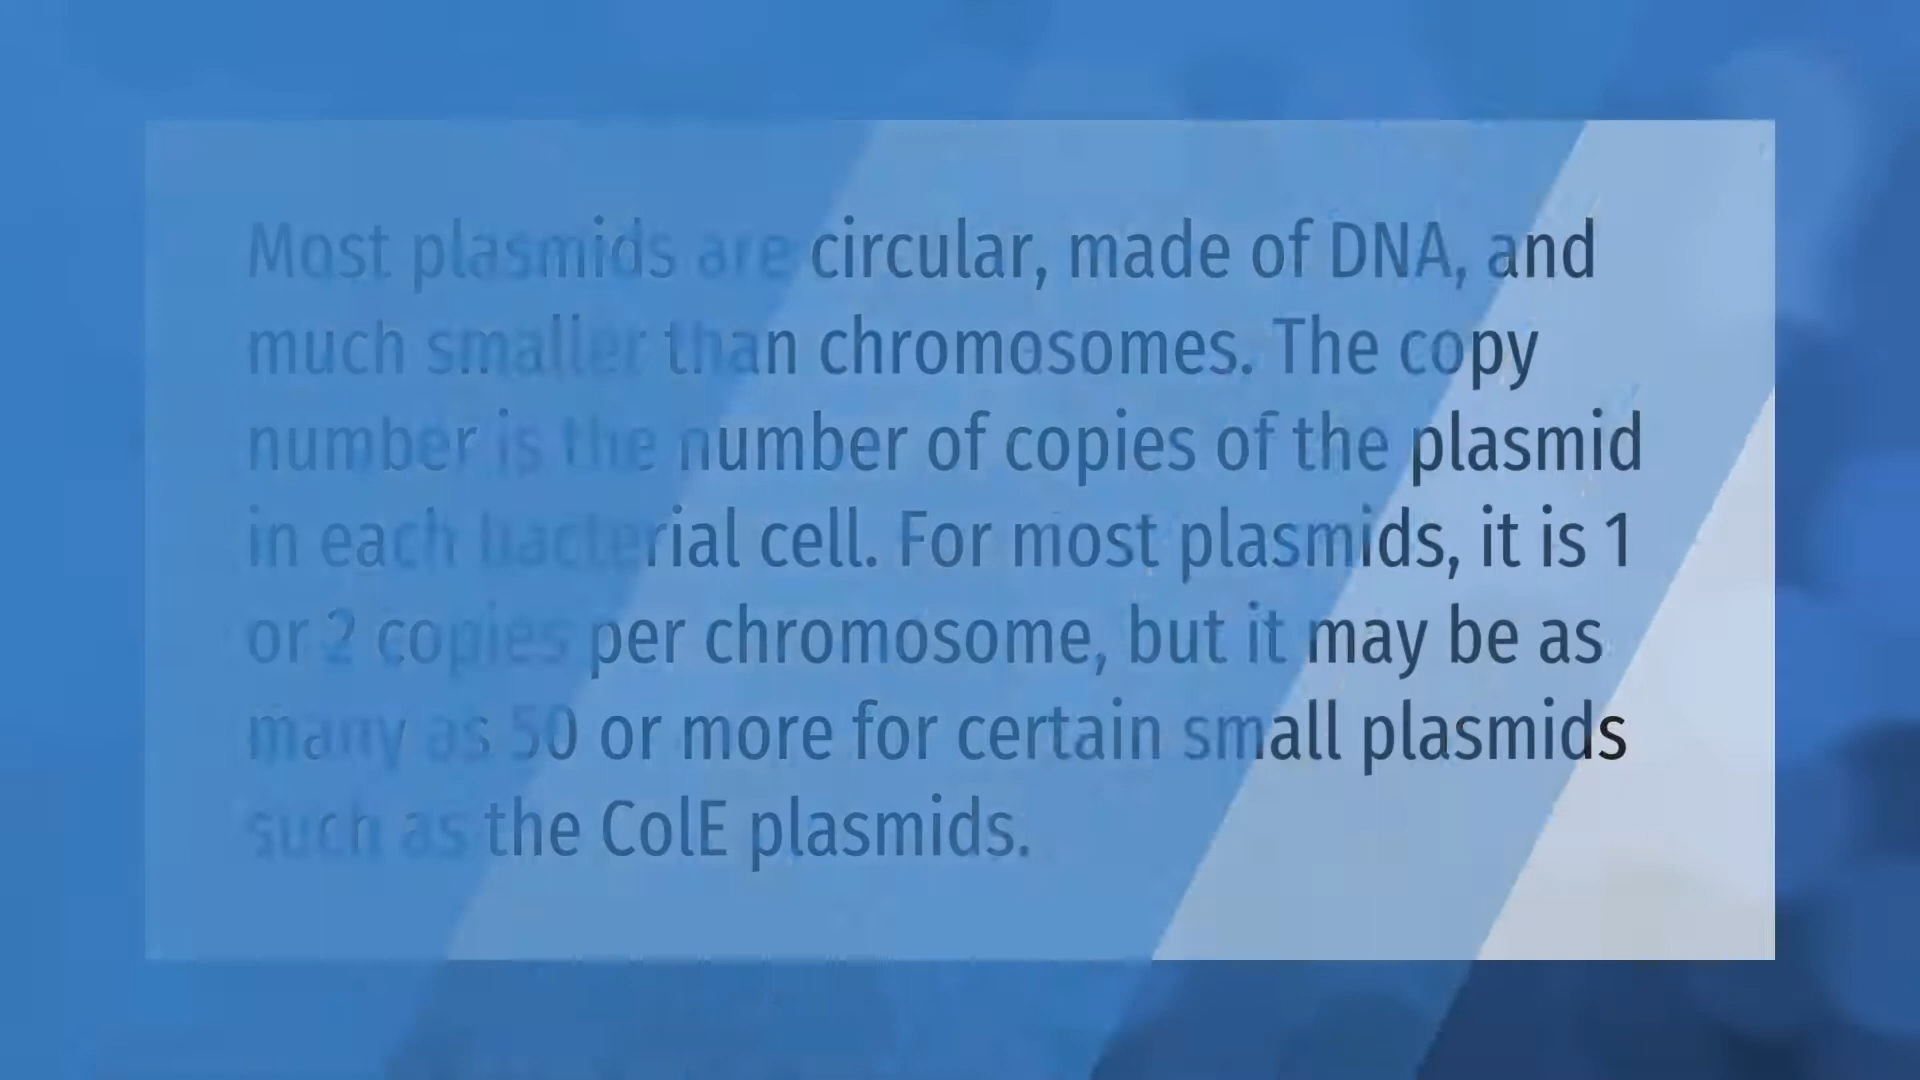 Most plasmids are circular, made of DNA, and
much smaller than chromosomes. The copy
number is the number of copies of the plasmid
in each bacterial cell. For most plasmids, it is 1
or 2 copies per chromosome, but it may be as
many as 50 or more for certain small plasmids
such as the ColE plasmids.